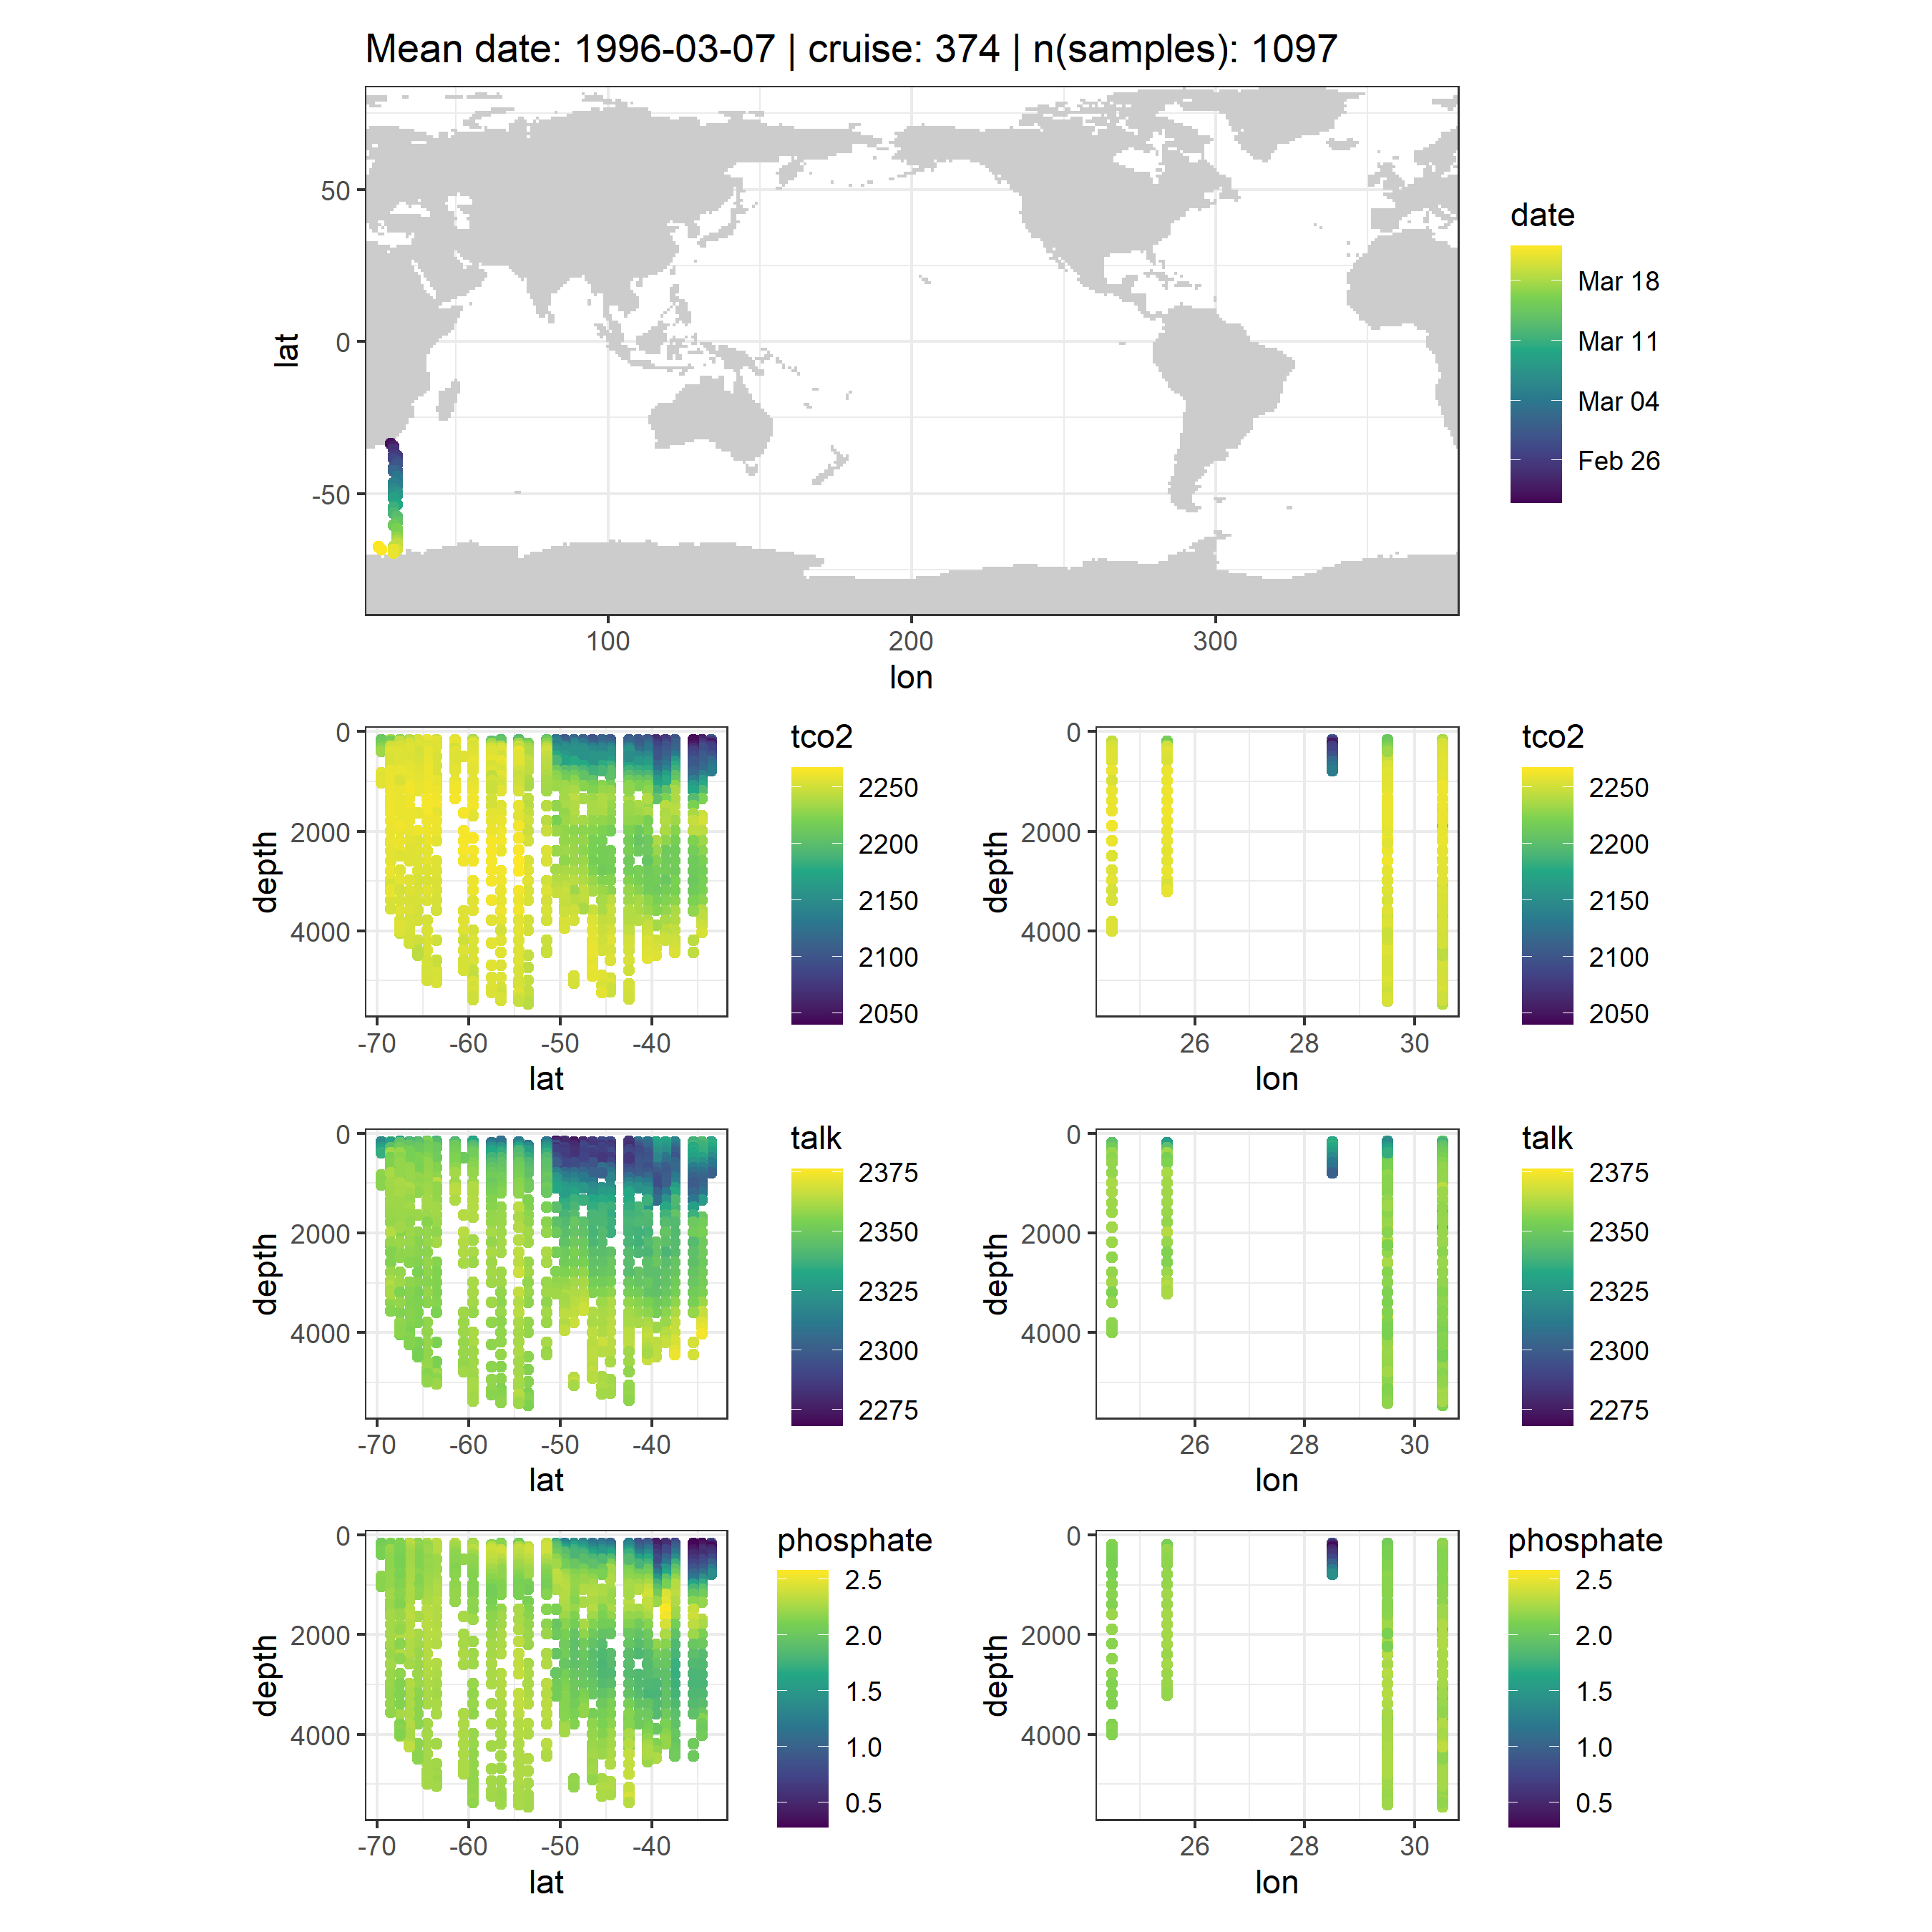 Mean date: 1996-03-07 | cruise: 374 | n(samples): 1097
lat
50
0
-50
100
200
300
lon
date
Mar 18
Mar 11
Mar 04
Feb 26
depth
0
2000
4000
-70
-60
-50
-40
lat
tco2
2250
2200
2150
2100
2050
depth
0
2000
4000
26
28
30
lon
tco2
2250
2200
2150
2100
2050
depth
0
2000
4000
-70
-60
-50
-40
lat
talk
2375
2350
2325
2300
2275
depth
0
2000
4000
26
28
30
lon
talk
2375
2350
2325
2300
2275
depth
0
2000
4000
-70
-60
-50
-40
lat
phosphate
2.5
2.0
1.5
1.0
0.5
depth
0
2000
4000
26
28
30
lon
phosphate
2.5
2.0
1.5
1.0
0.5